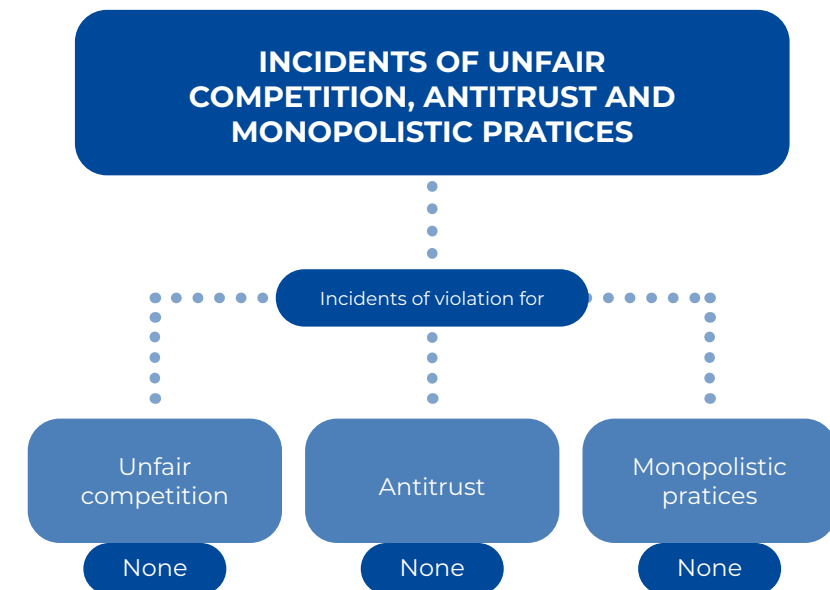 INCIDENTS OF UNFAIR
COMPETITION, ANTITRUST AND
MONOPOLISTIC PRATICES
Incidents of violation for
Unfair
competition
Antitrust
Monopolistic
pratices
None
None
None